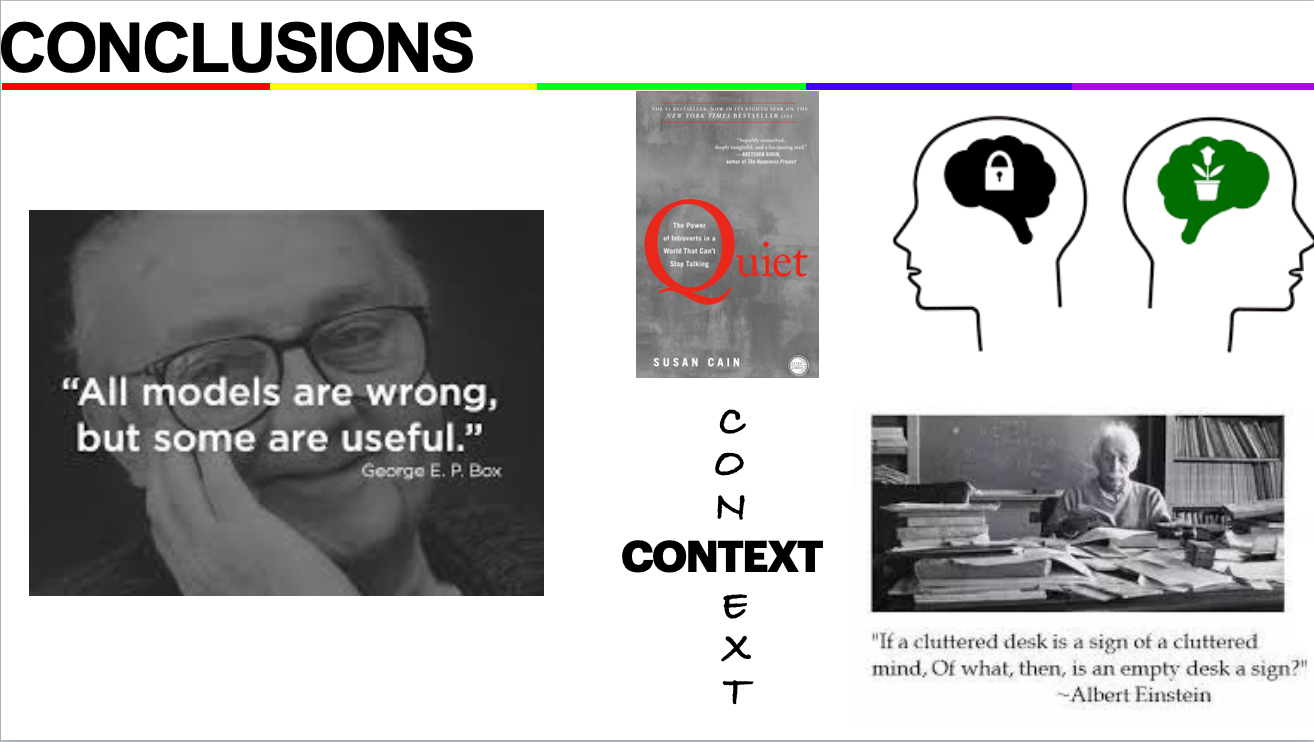 CONCLUSIONS
“All models are wrong,
but some are useful.”
George E. P. Box
THE #1 BESTSELLER, NOW IN ITS EIGHTH YEAR ON THE
NEW YORK TIMES BESTSELLER LIST
"Superbly researched,
deeply insightful, and a fascinating read."
—GRETCHEN RUBIN,
author of The Happiness Project
The Power
of Introverts in a
World That Can't
Stop Talking
Quiet
SUSAN CAIN
C
O
N
CONTEXT
E
X
T
"If a cluttered desk is a sign of a cluttered
mind, Of what, then, is an empty desk a sign?"
~Albert Einstein